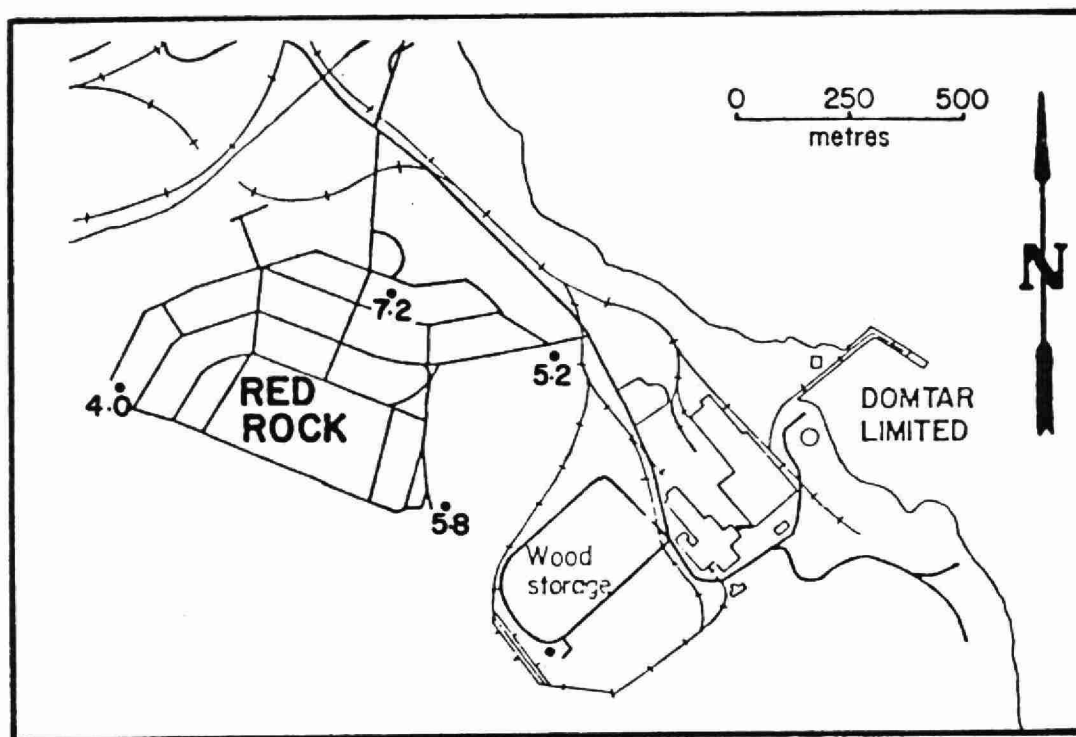 0 250 500
metres
N
7.2
5.2
4.0
RED
ROCK
DOMTAR
LIMITED
5.8
Wood
storage